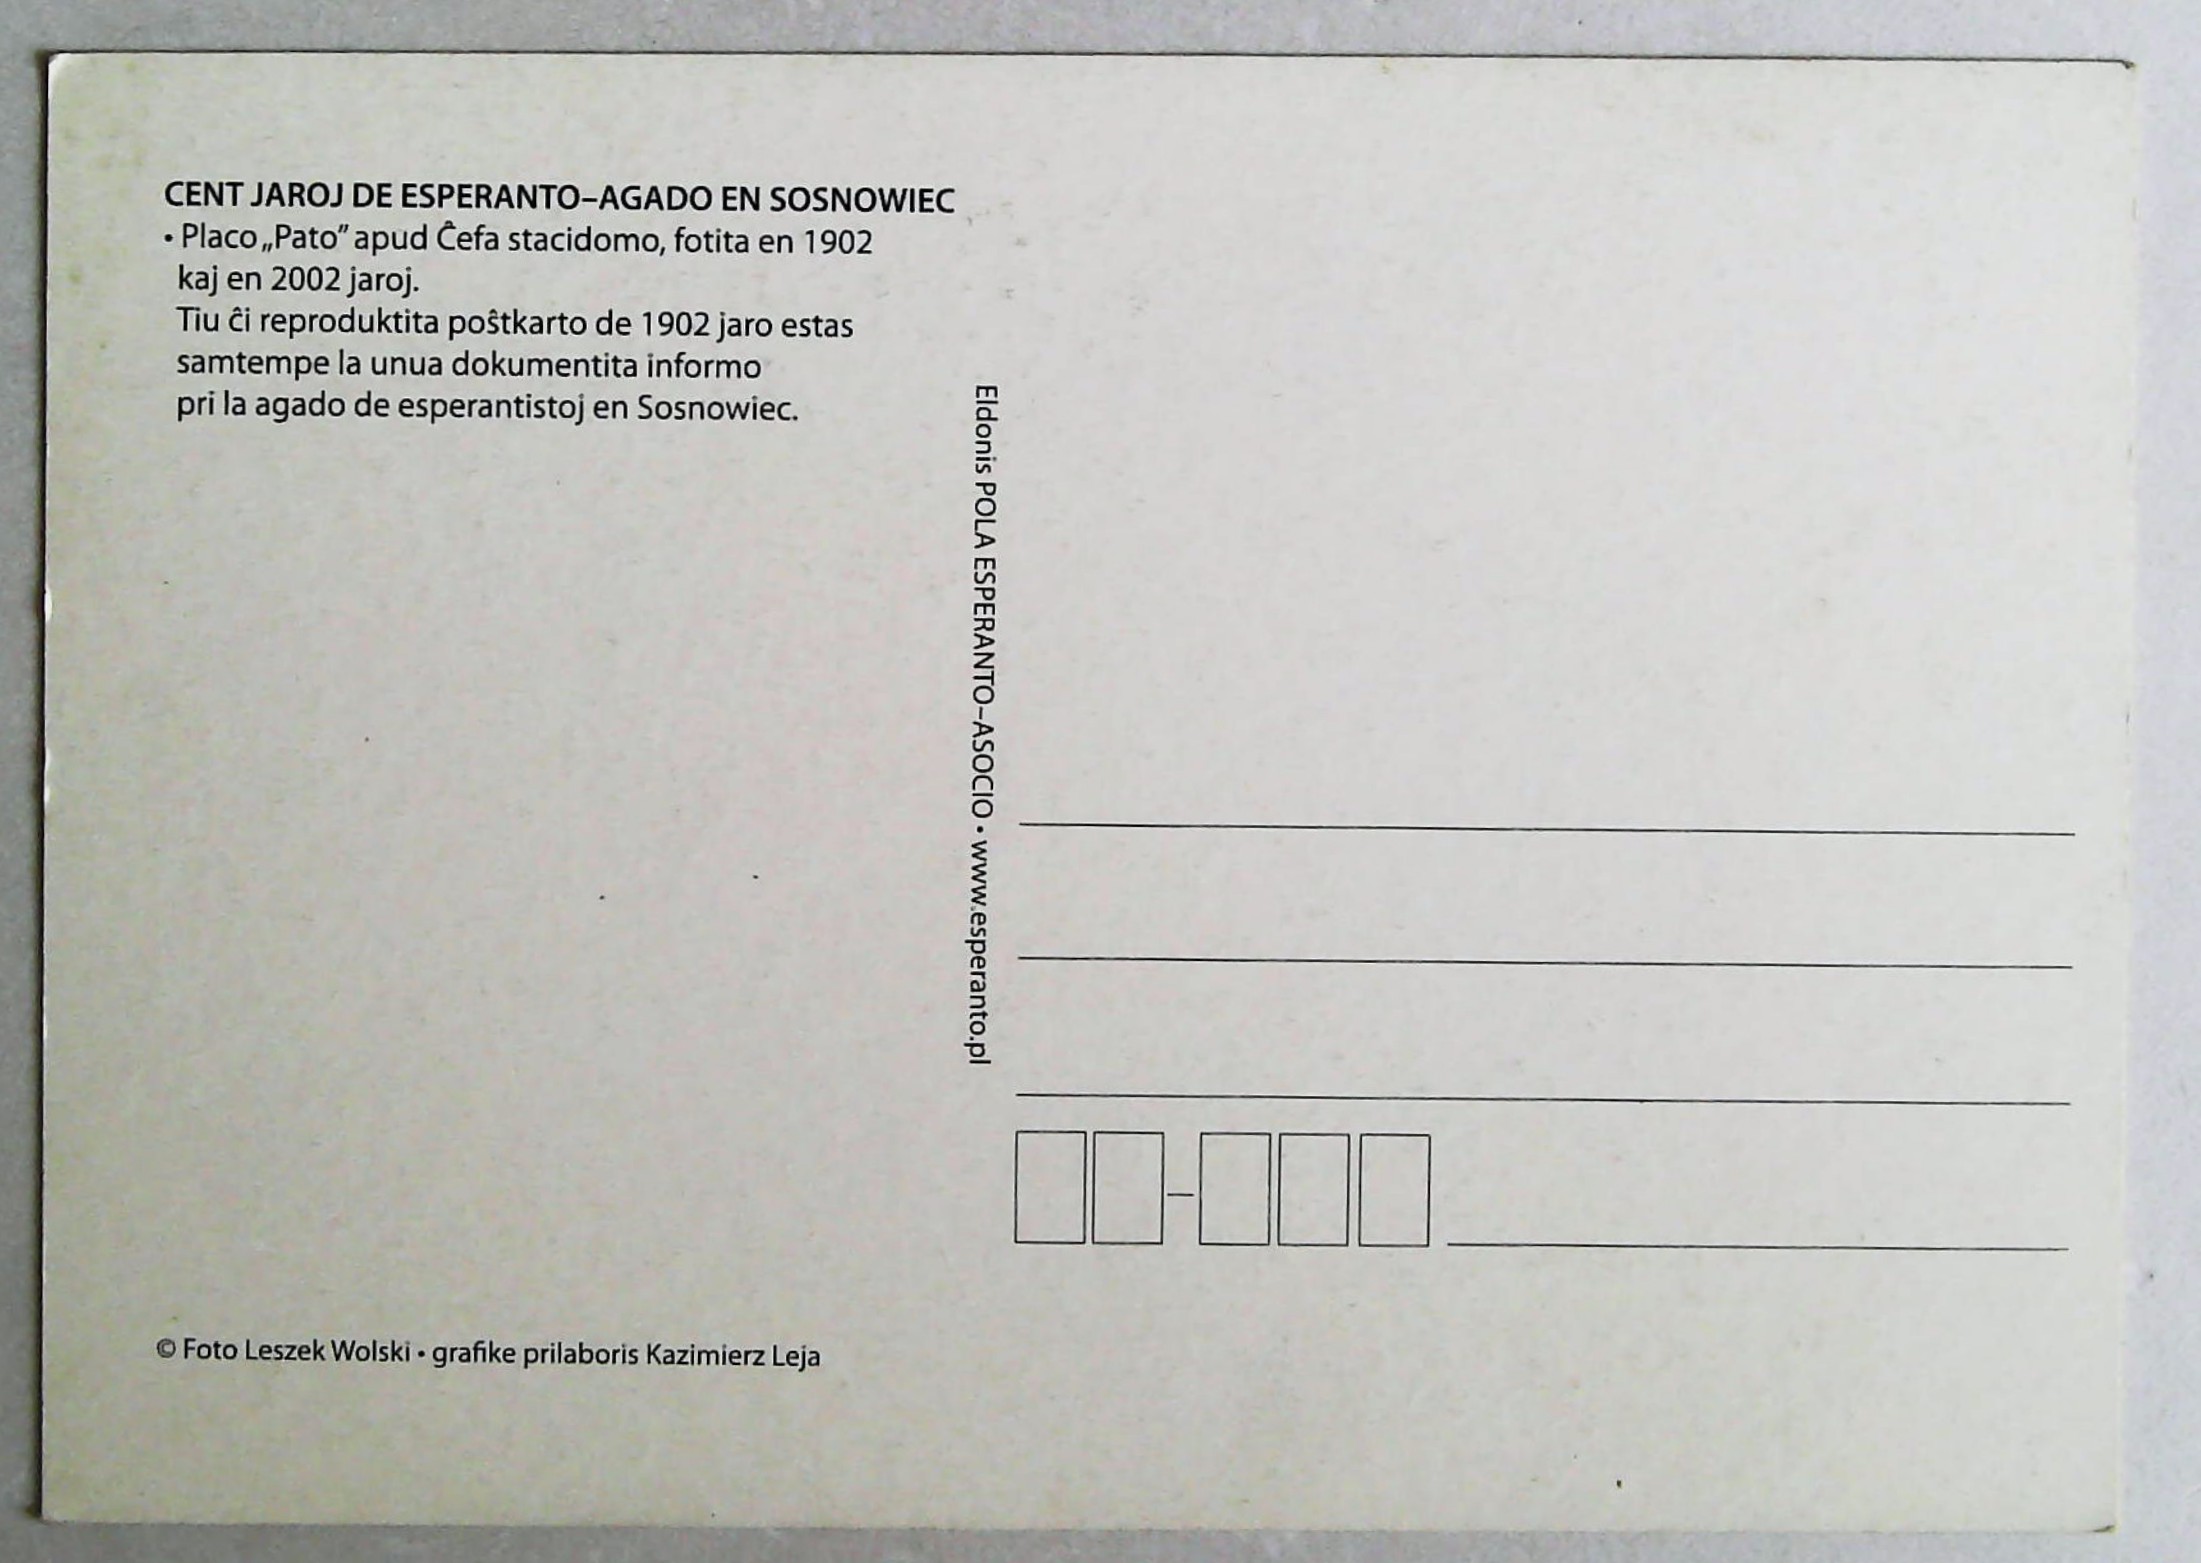 CENT JAROJ DE ESPERANTO–AGADO EN SOSNOWIEC
• Placo „Pato” apud Ĉefa stacidomo, fotita en 1902
kaj en 2002 jaroj.
Tiu ĉi reproduktita poŝtkarto de 1902 jaro estas
samtempe la unua dokumentita informo
pri la agado de esperantistoj en Sosnowiec.
Eldonis POLA ESPERANTO–ASOCIO • www.esperanto.pl
© Foto Leszek Wolski • grafike prilaboris Kazimierz Leja